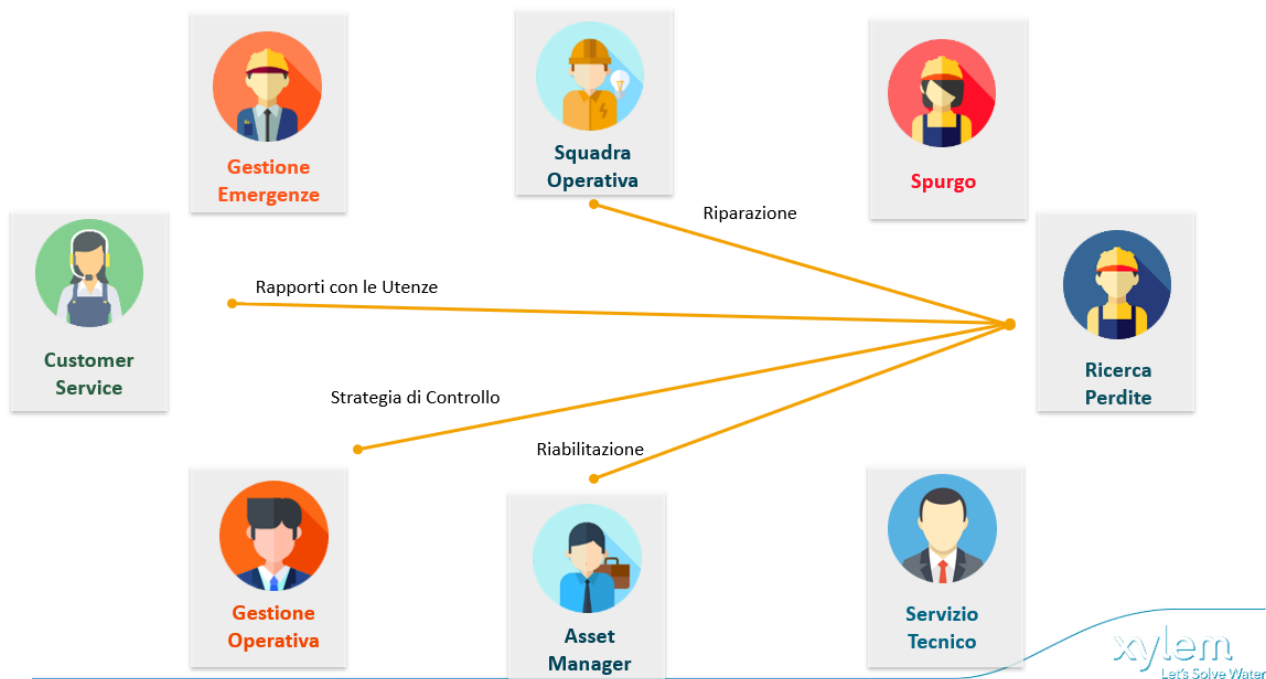 Gestione
Emergenze
Squadra
Operativa
Spurgo
Riparazione
Rapporti con le Utenze
Customer
Service
Ricerca
Perdite
Strategia di Controllo
Riabilitazione
Gestione
Operativa
Asset
Manager
Servizio
Tecnico
xylem
Let's Solve Water